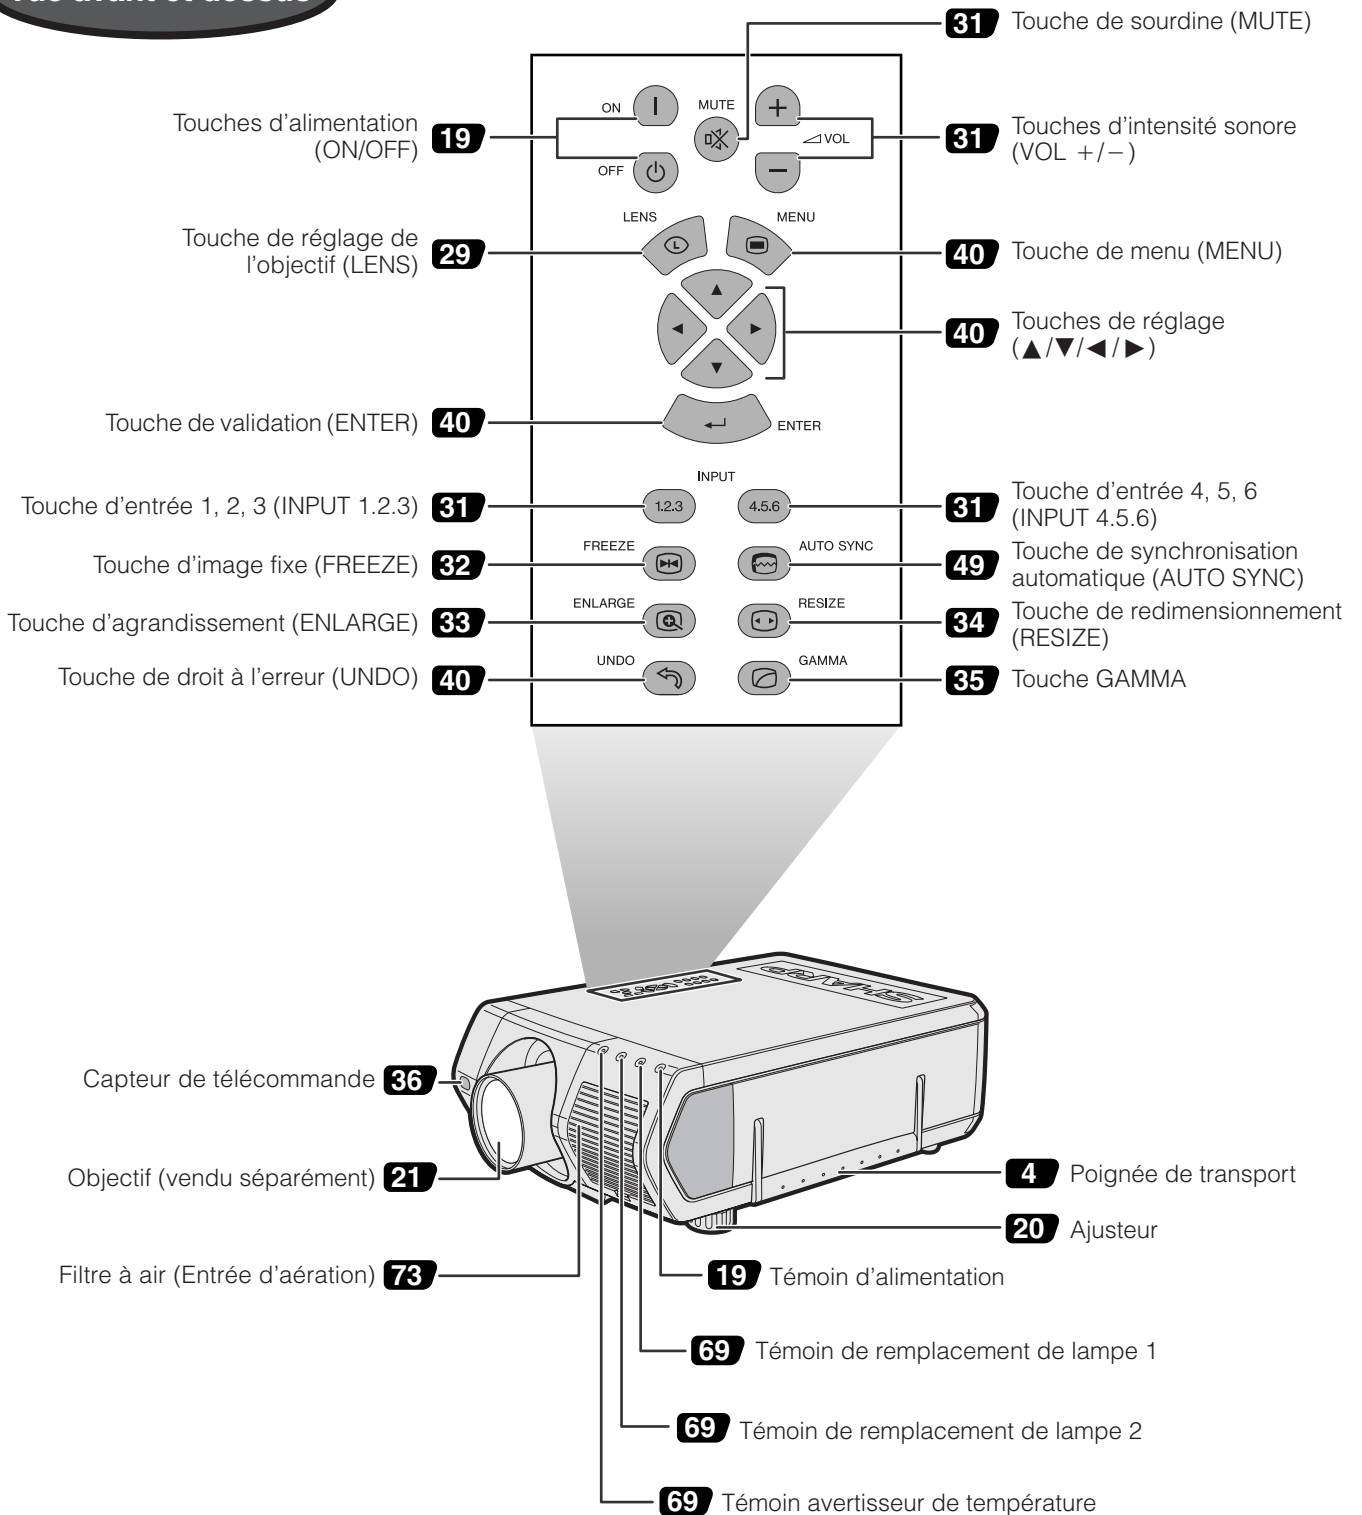 31 Touche de sourdine (MUTE)
ON
MUTE
VOL
OFF
Touches d'alimentation
(ON/OFF) 19
31 Touches d'intensité sonore
(VOL +/−)
LENS
MENU
Touche de réglage de
l'objectif (LENS) 29
40 Touche de menu (MENU)
40 Touches de réglage
(▲/▼/◀/▶)
Touche de validation (ENTER) 40
ENTER
INPUT
Touche d'entrée 1, 2, 3 (INPUT 1.2.3) 31
1.2.3
4.5.6
31 Touche d'entrée 4, 5, 6
(INPUT 4.5.6)
FREEZE
AUTO SYNC
Touche d'image fixe (FREEZE) 32
49 Touche de synchronisation
automatique (AUTO SYNC)
ENLARGE
RESIZE
Touche d'agrandissement (ENLARGE) 33
34 Touche de redimensionnement
(RESIZE)
UNDO
GAMMA
Touche de droit à l'erreur (UNDO) 40
35 Touche GAMMA
SHARP
Capteur de télécommande 36
Objectif (vendu séparément) 21
4 Poignée de transport
20 Ajusteur
Filtre à air (Entrée d'aération) 73
19 Témoin d'alimentation
69 Témoin de remplacement de lampe 1
69 Témoin de remplacement de lampe 2
69 Témoin avertisseur de température